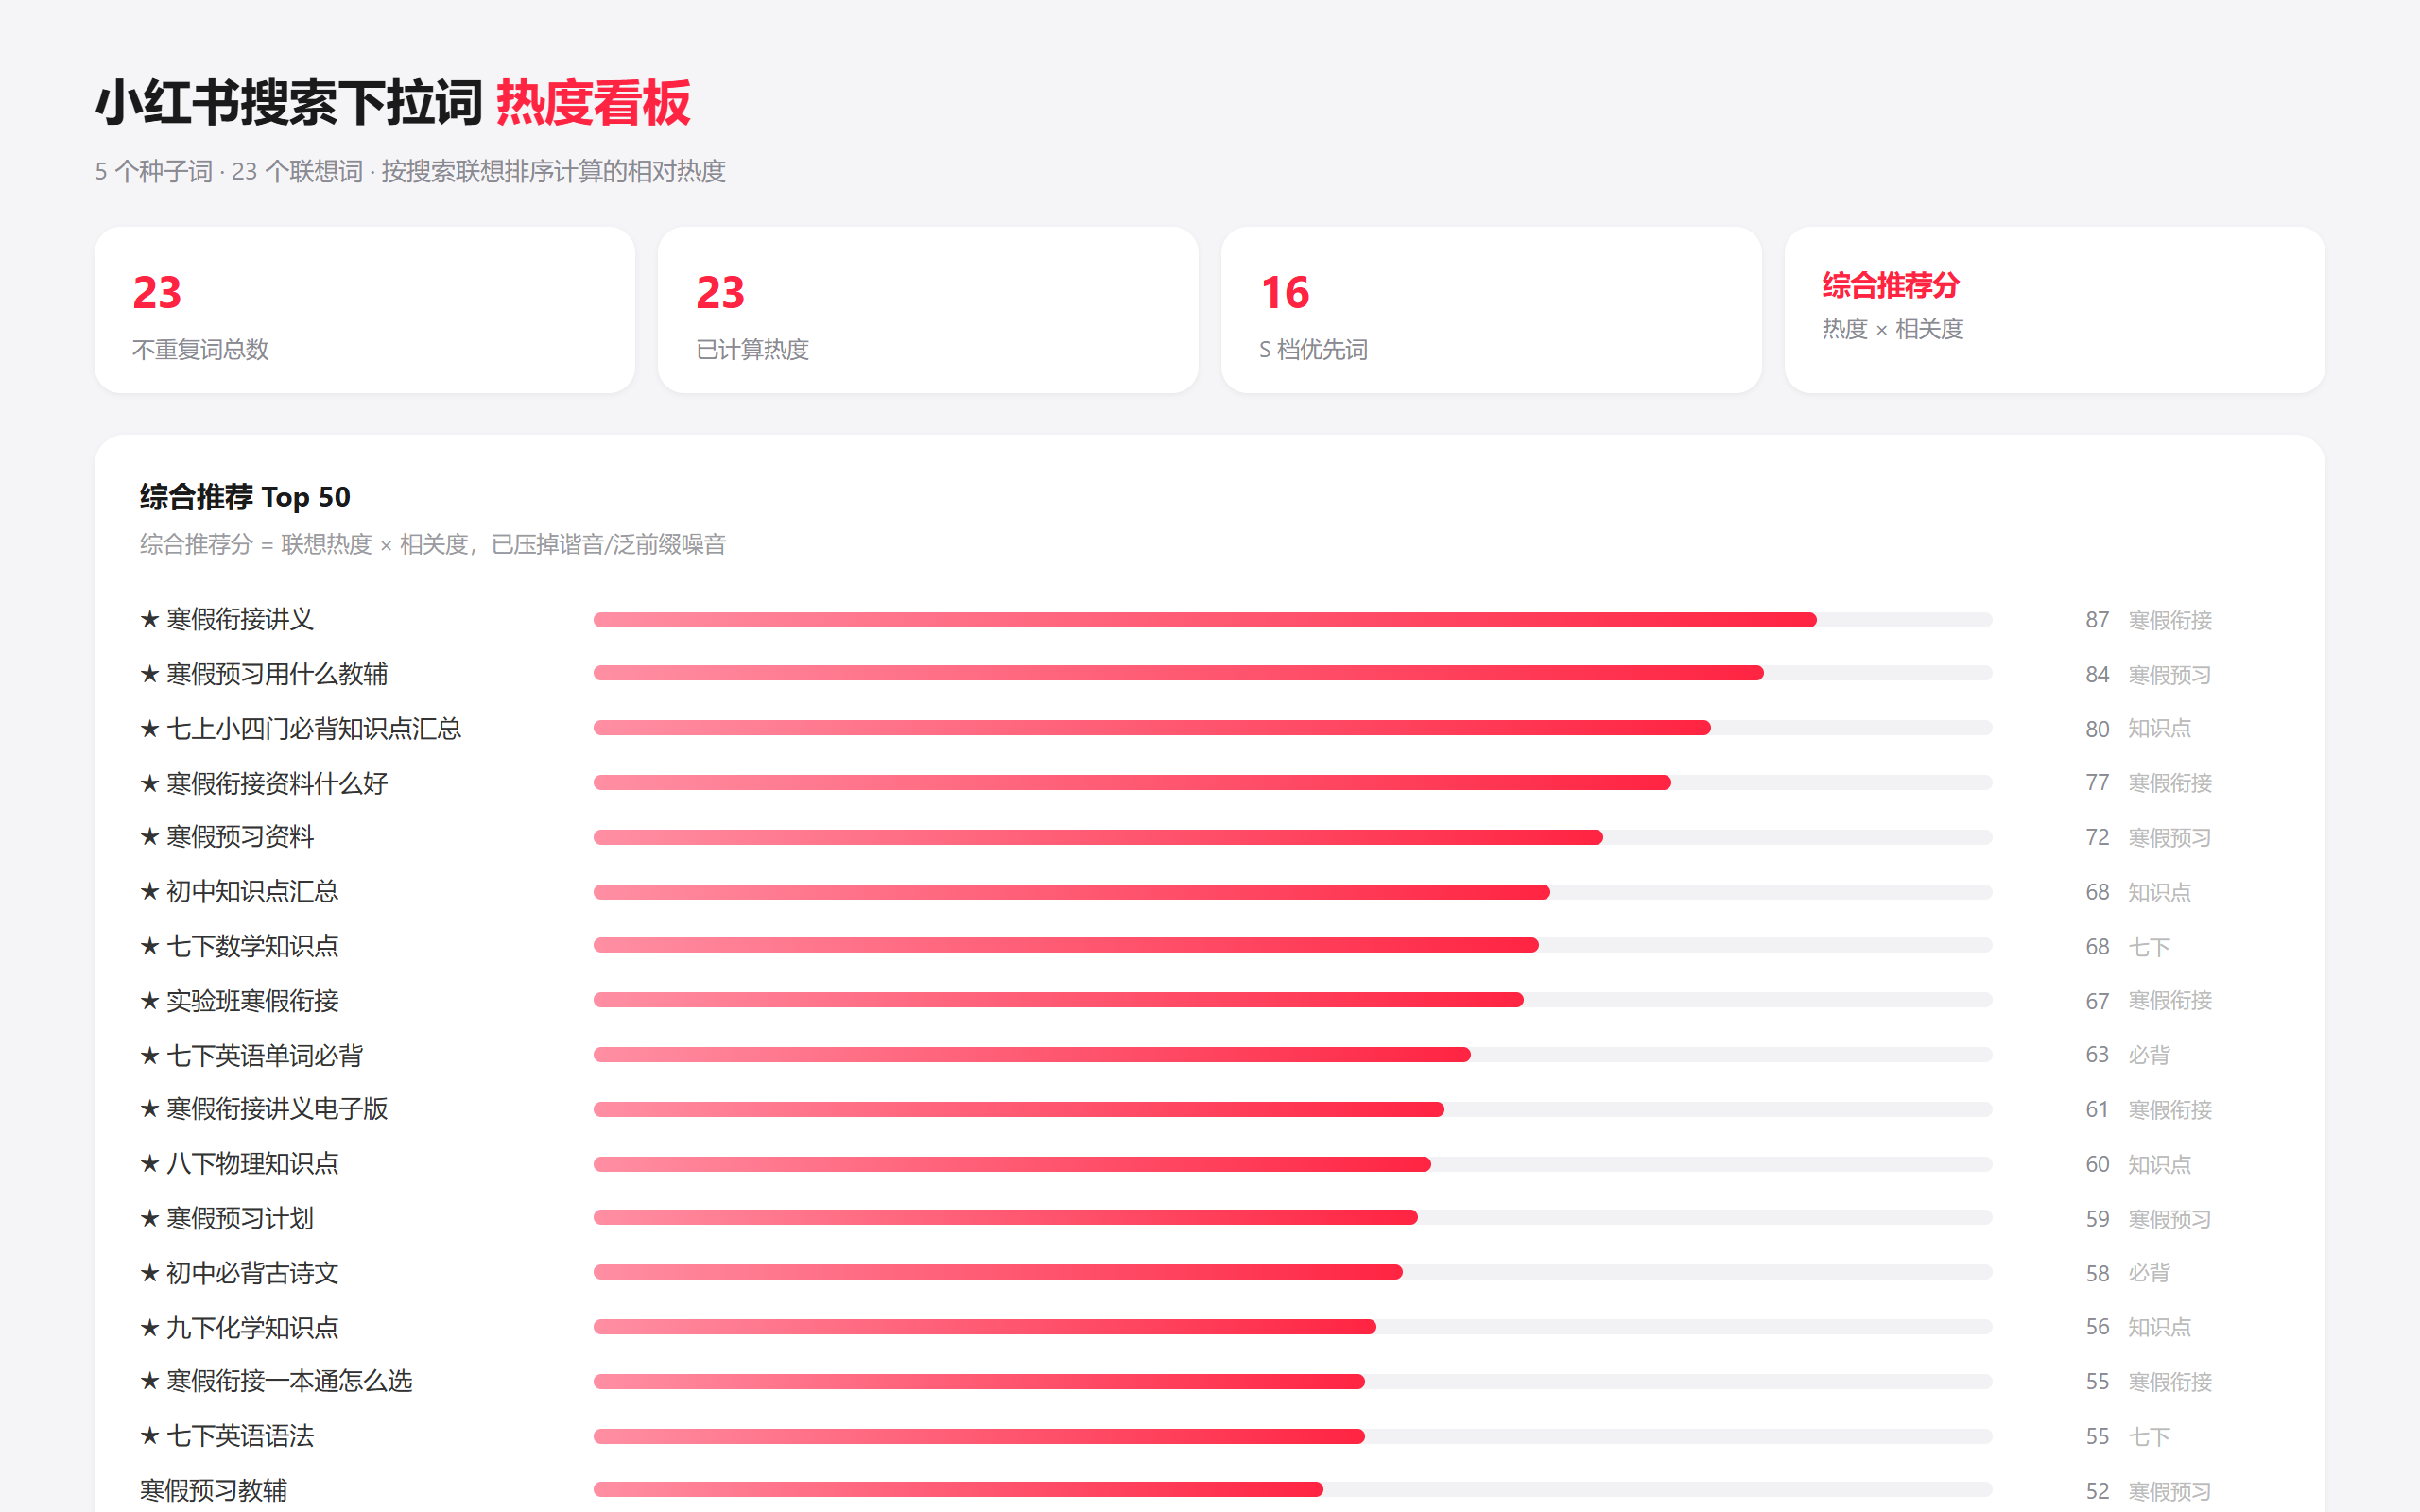 小红书搜索下拉词 热度看板
5 个种子词 · 23 个联想词 · 按搜索联想排序计算的相对热度
23
不重复词总数
23
已计算热度
16
S 档优先词
综合推荐分
热度 × 相关度
综合推荐 Top 50
综合推荐分 = 联想热度 × 相关度，已压掉谐音/泛前缀噪音
★ 寒假衔接讲义 87 寒假衔接
★ 寒假预习用什么教辅 84 寒假预习
★ 七上小四门必背知识点汇总 80 知识点
★ 寒假衔接资料什么好 77 寒假衔接
★ 寒假预习资料 72 寒假预习
★ 初中知识点汇总 68 知识点
★ 七下数学知识点 68 七下
★ 实验班寒假衔接 67 寒假衔接
★ 七下英语单词必背 63 必背
★ 寒假衔接讲义电子版 61 寒假衔接
★ 八下物理知识点 60 知识点
★ 寒假预习计划 59 寒假预习
★ 初中必背古诗文 58 必背
★ 九下化学知识点 56 知识点
★ 寒假衔接一本通怎么选 55 寒假衔接
★ 七下英语语法 55 七下
寒假预习教辅 52 寒假预习